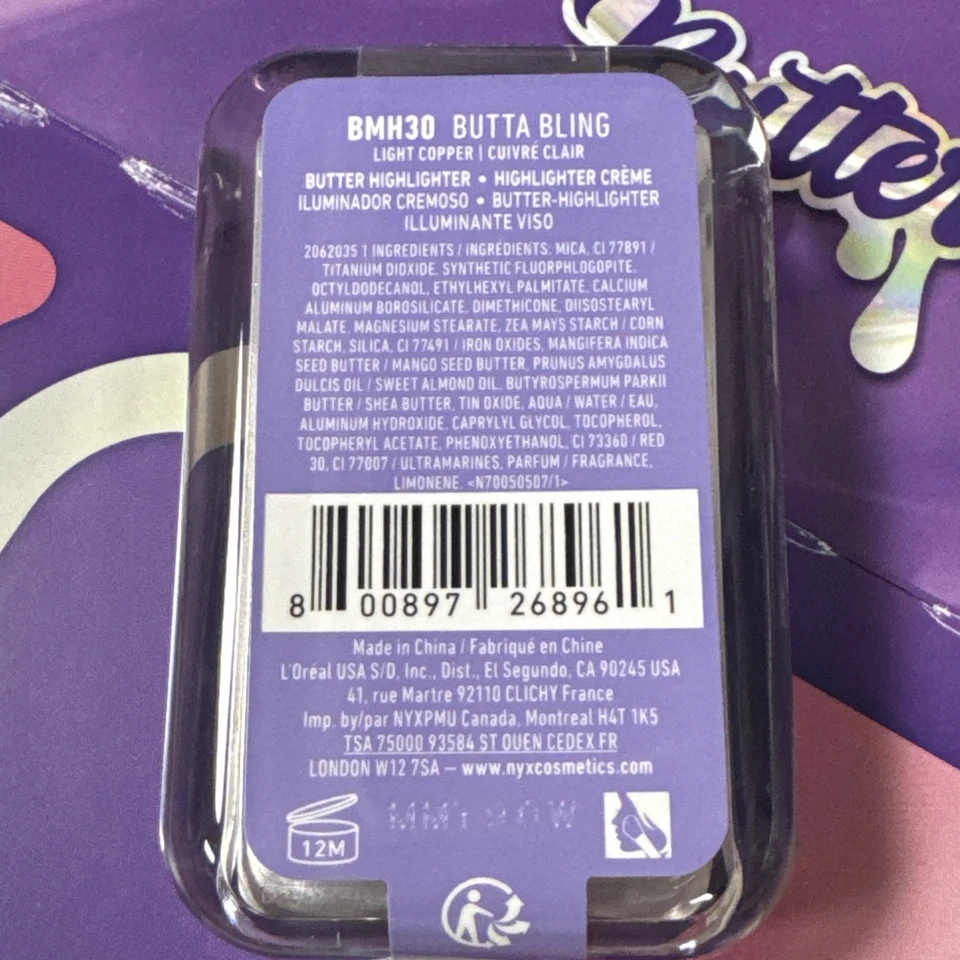 Butter
BMH30 BUTTA BLING
LIGHT COPPER | CUIVRÉ CLAIR
BUTTER HIGHLIGHTER • HIGHLIGHTER CRÈME
ILUMINADOR CREMOSO • BUTTER-HIGHLIGHTER
ILLUMINANTE VISO
2062035 1 INGREDIENTS / INGRÉDIENTS: MICA, CI 77891 /
TITANIUM DIOXIDE, SYNTHETIC FLUORPHLOGOPITE,
OCTYLDODECANOL, ETHYLHEXYL PALMITATE, CALCIUM
ALUMINUM BOROSILICATE, DIMETHICONE, DIISOSTEARYL
MALATE, MAGNESIUM STEARATE, ZEA MAYS STARCH / CORN
STARCH, SILICA, CI 77491 / IRON OXIDES, MANGIFERA INDICA
SEED BUTTER / MANGO SEED BUTTER, PRUNUS AMYGDALUS
DULCIS OIL / SWEET ALMOND OIL, BUTYROSPERMUM PARKII
BUTTER / SHEA BUTTER, TIN OXIDE, AQUA / WATER / EAU,
ALUMINUM HYDROXIDE, CAPRYLYL GLYCOL, TOCOPHEROL,
TOCOPHERYL ACETATE, PHENOXYETHANOL, CI 73360 / RED
30, CI 77007 / ULTRAMARINES, PARFUM / FRAGRANCE,
LIMONENE. <N70050507/1>
8 00897 26896 1
Made in China / Fabriqué en Chine
L'Oréal USA S/D, Inc., Dist., El Segundo, CA 90245 USA
41, rue Martre 92110 CLICHY France
Imp. by/par NYXPMU Canada, Montreal H4T 1K5
TSA 75000 93584 ST OUEN CEDEX FR
LONDON W12 7SA — www.nyxcosmetics.com
12M